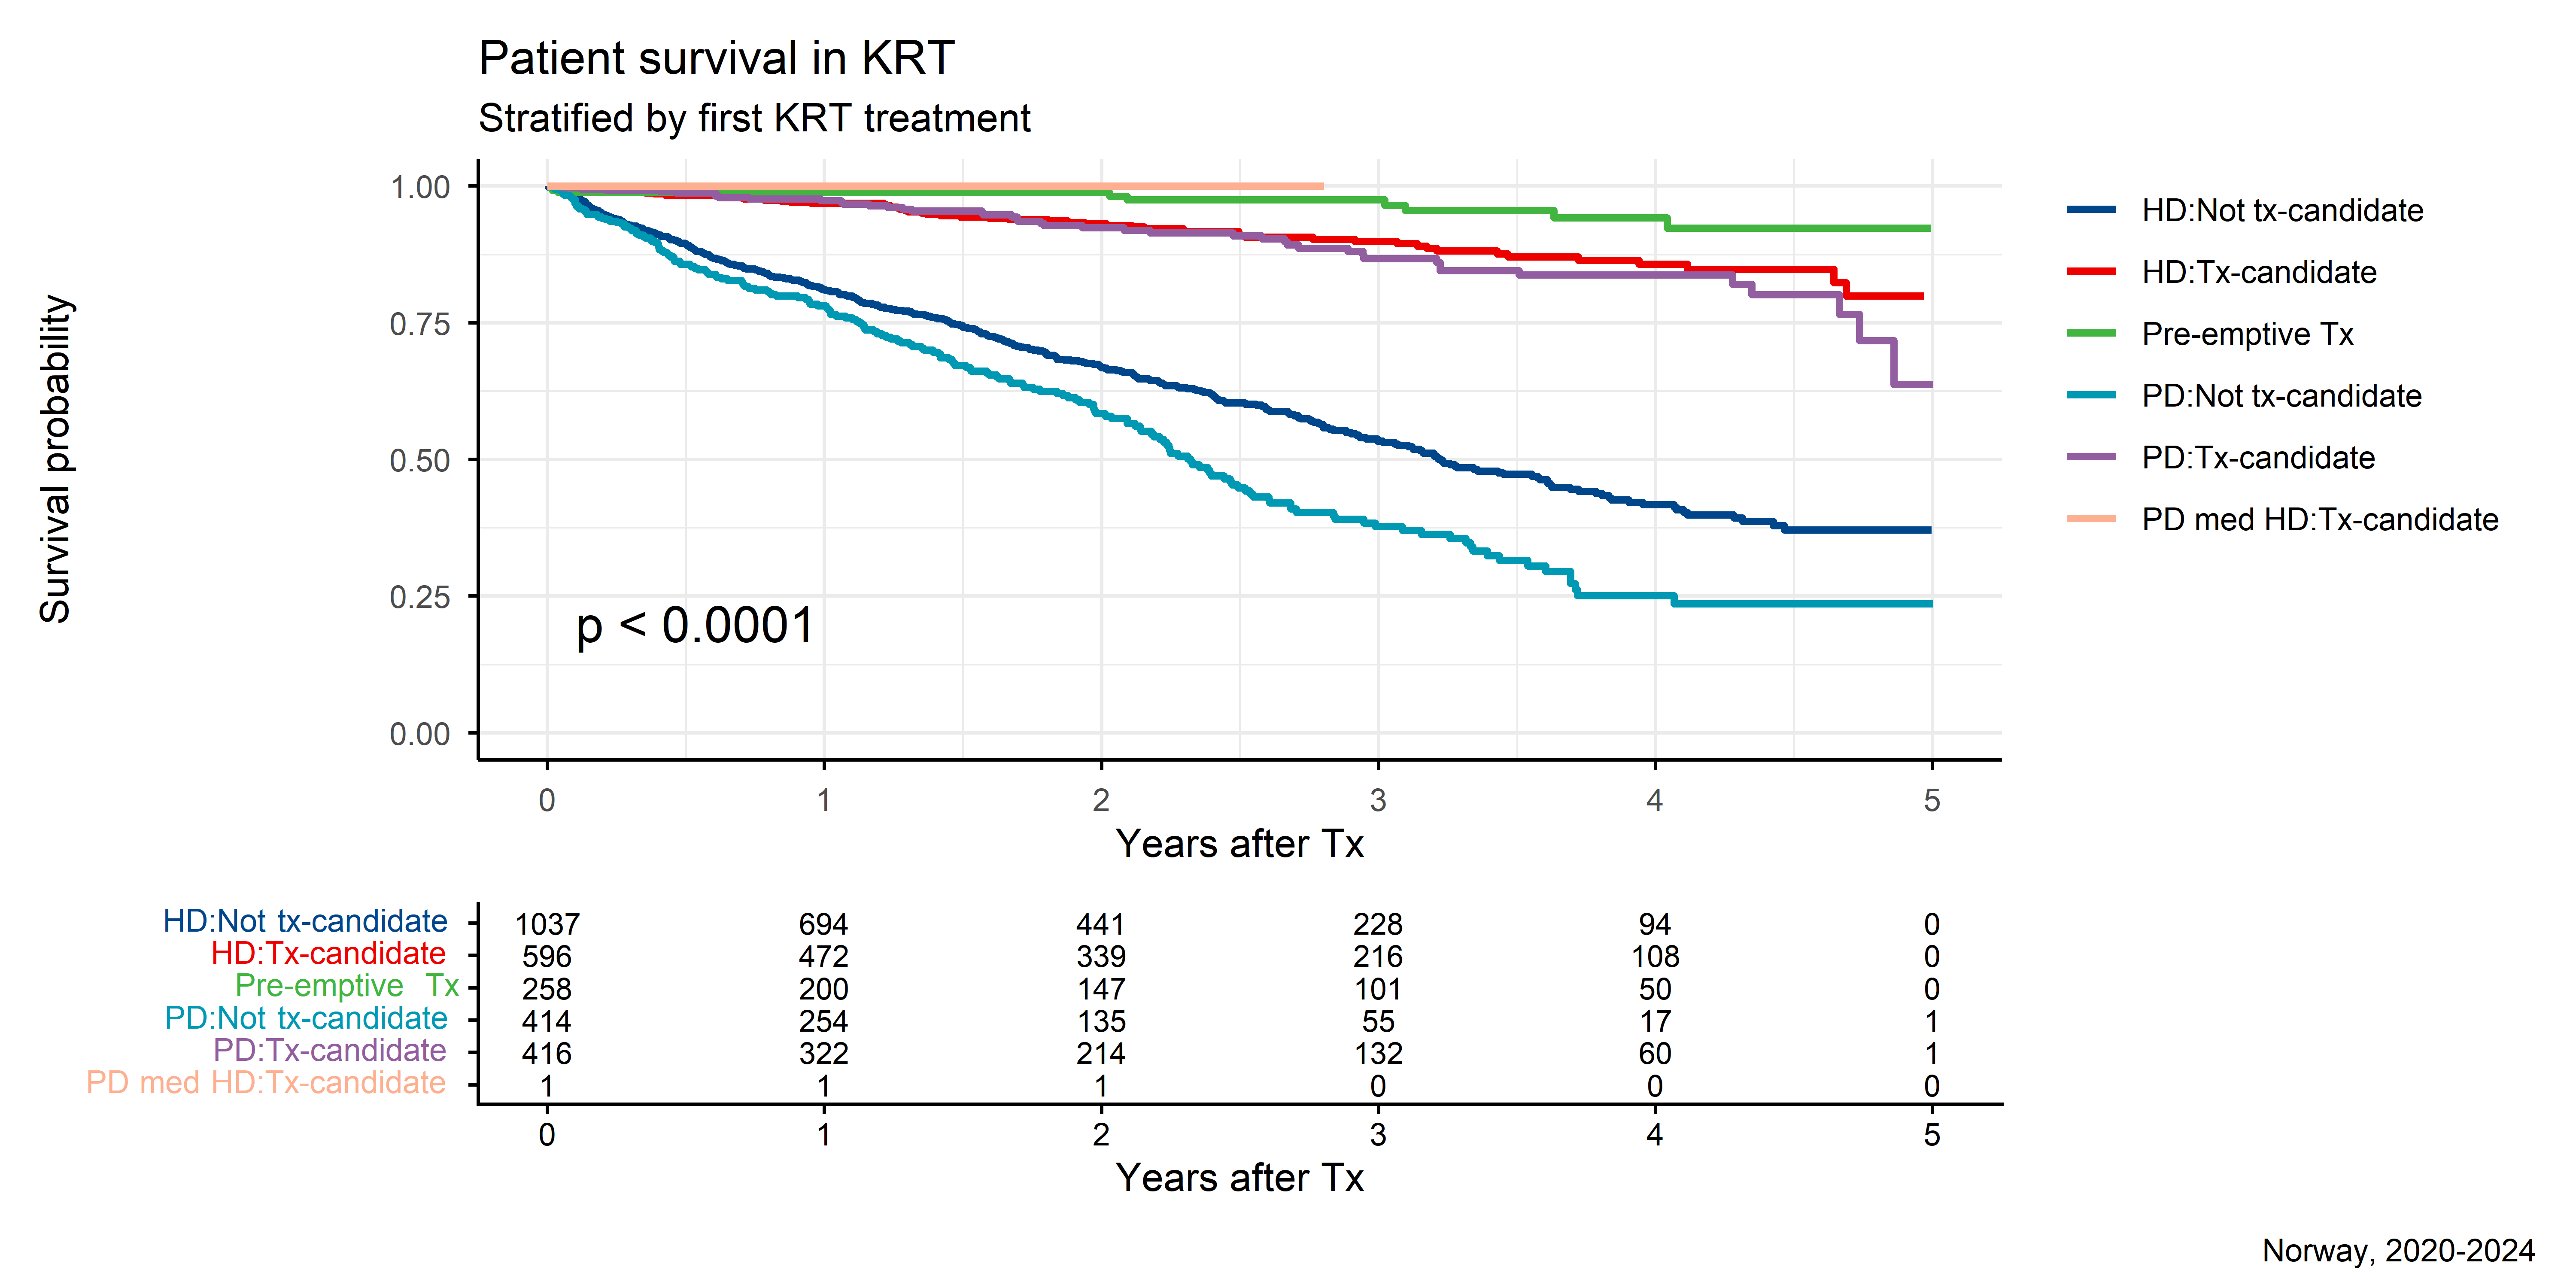 Patient survival in KRT
Stratified by first KRT treatment
Survival probability
1.00
0.75
0.50
0.25
0.00
p < 0.0001
0 1 2 3 4 5
Years after Tx
HD:Not tx-candidate
HD:Tx-candidate
Pre-emptive Tx
PD:Not tx-candidate
PD:Tx-candidate
PD med HD:Tx-candidate
HD:Not tx-candidate 1037 694 441 228 94 0
HD:Tx-candidate 596 472 339 216 108 0
Pre-emptive Tx 258 200 147 101 50 0
PD:Not tx-candidate 414 254 135 55 17 1
PD:Tx-candidate 416 322 214 132 60 1
PD med HD:Tx-candidate 1 1 1 0 0 0
0 1 2 3 4 5
Years after Tx
Norway, 2020-2024